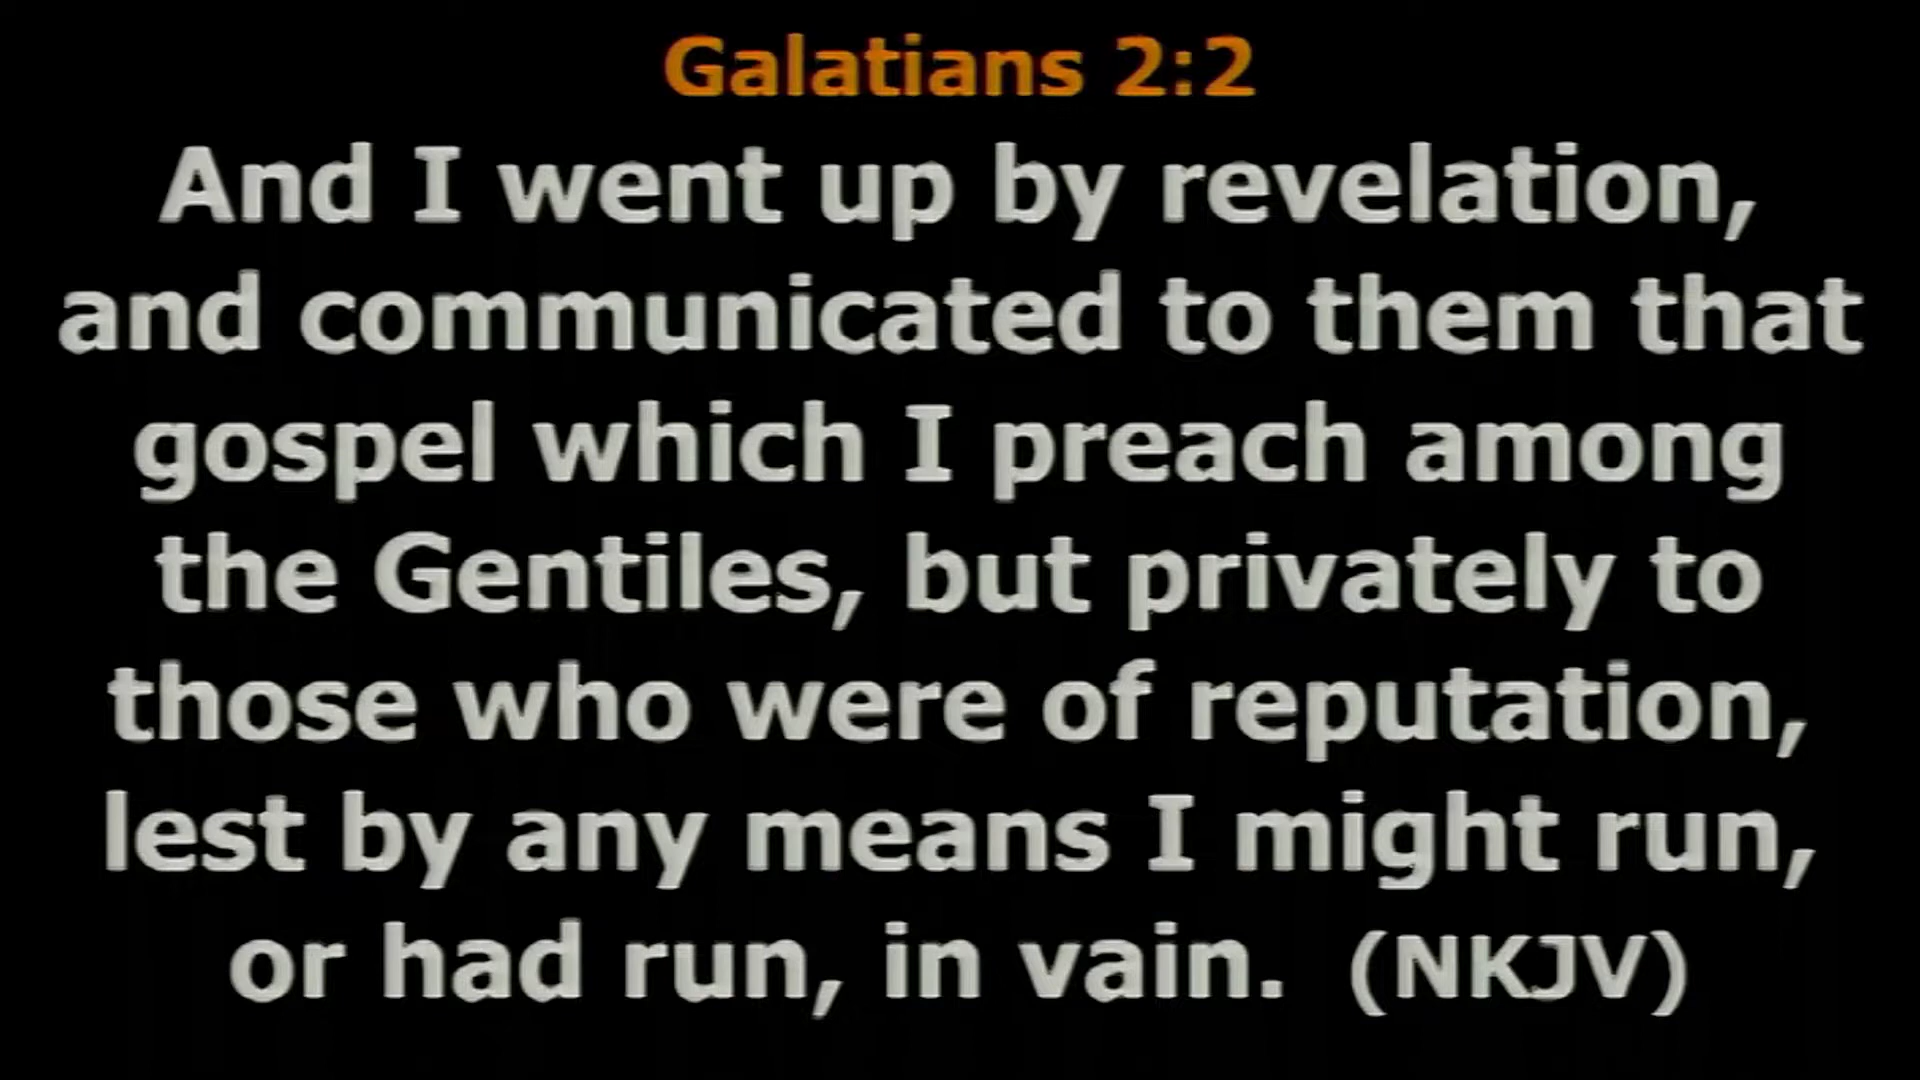 Galatians 2:2
And I went up by revelation,
and communicated to them that
gospel which I preach among
the Gentiles, but privately to
those who were of reputation,
lest by any means I might run,
or had run, in vain.  (NKJV)